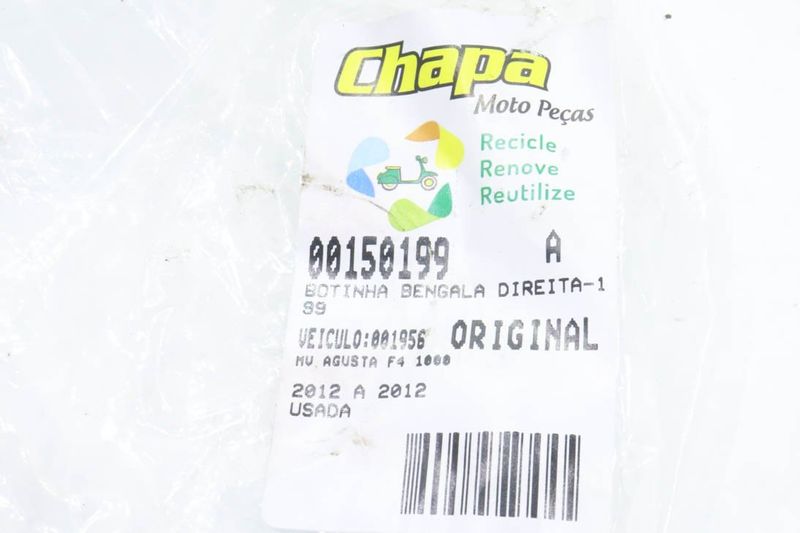 Chapa
Moto Peças
Recicle
Renove
Reutilize
00150199 A
BOTINHA BENGALA DIREITA-1
99
VEICULO:001956 ORIGINAL
MV AGUSTA F4 1000
2012 A 2012
USADA